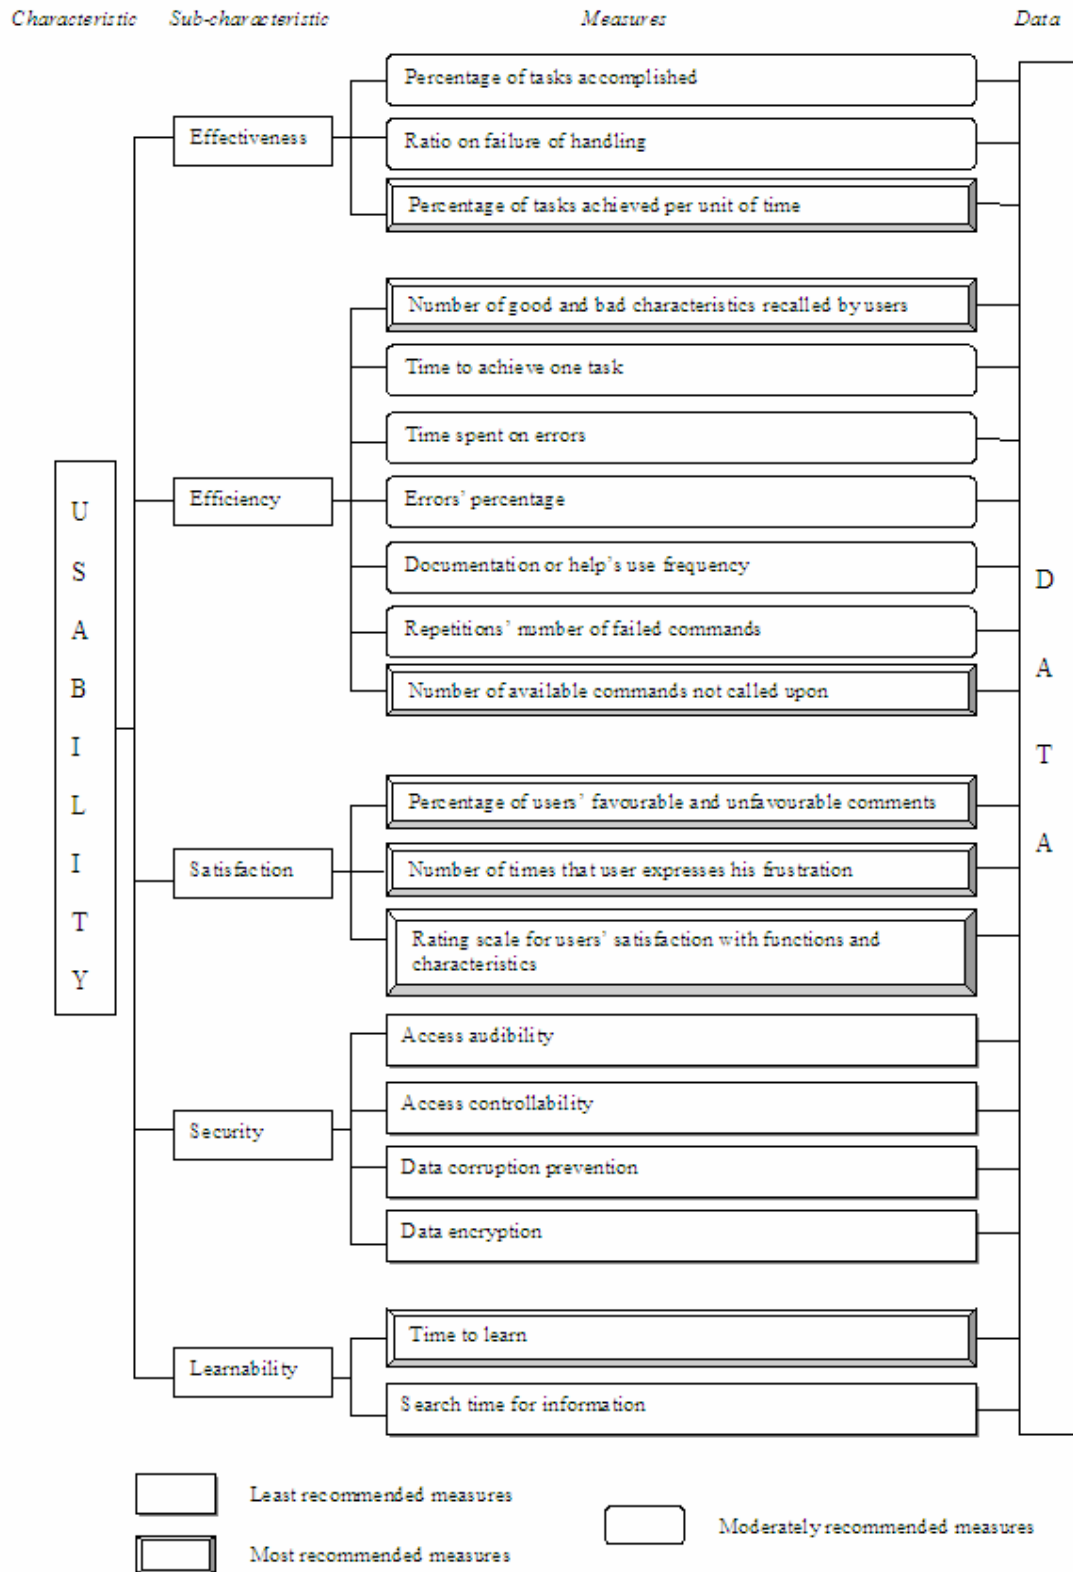 Characteristic Sub-characteristic Measures Data
Percentage of tasks accomplished
Effectiveness
Ratio on failure of handling
Percentage of tasks achieved per unit of time
Number of good and bad characteristics recalled by users
Time to achieve one task
Time spent on errors
Efficiency
Errors’ percentage
Documentation or help’s use frequency
Repetitions’ number of failed commands
Number of available commands not called upon
USABILITY
DATA
Percentage of users’ favourable and unfavourable comments
Satisfaction
Number of times that user expresses his frustration
Rating scale for users’ satisfaction with functions and
characteristics
Access audibility
Access controllability
Security
Data corruption prevention
Data encryption
Time to learn
Learnability
Search time for information
Least recommended measures
Moderately recommended measures
Most recommended measures